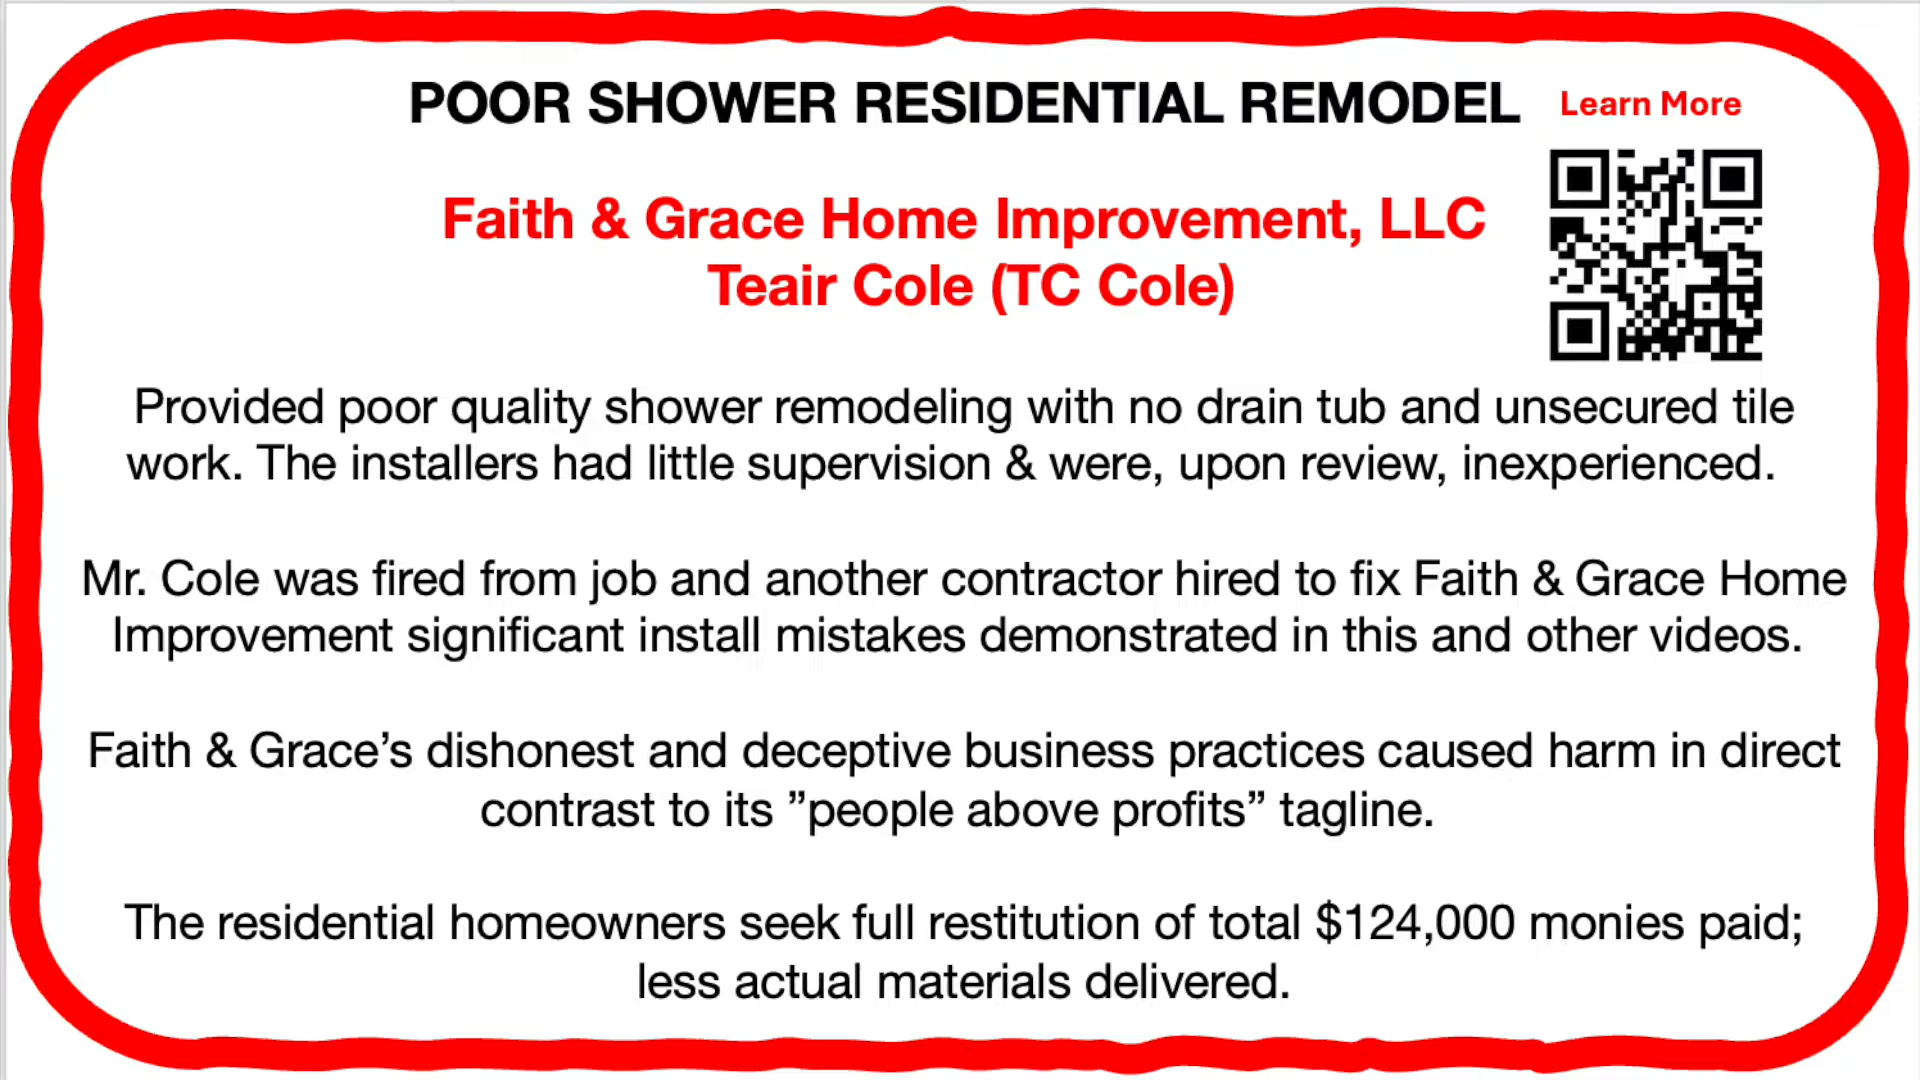 POOR SHOWER RESIDENTIAL REMODEL
Learn More
Faith & Grace Home Improvement, LLC
Teair Cole (TC Cole)
Provided poor quality shower remodeling with no drain tub and unsecured tile
work. The installers had little supervision & were, upon review, inexperienced.
Mr. Cole was fired from job and another contractor hired to fix Faith & Grace Home
Improvement significant install mistakes demonstrated in this and other videos.
Faith & Grace’s dishonest and deceptive business practices caused harm in direct
contrast to its ”people above profits” tagline.
The residential homeowners seek full restitution of total $124,000 monies paid;
less actual materials delivered.